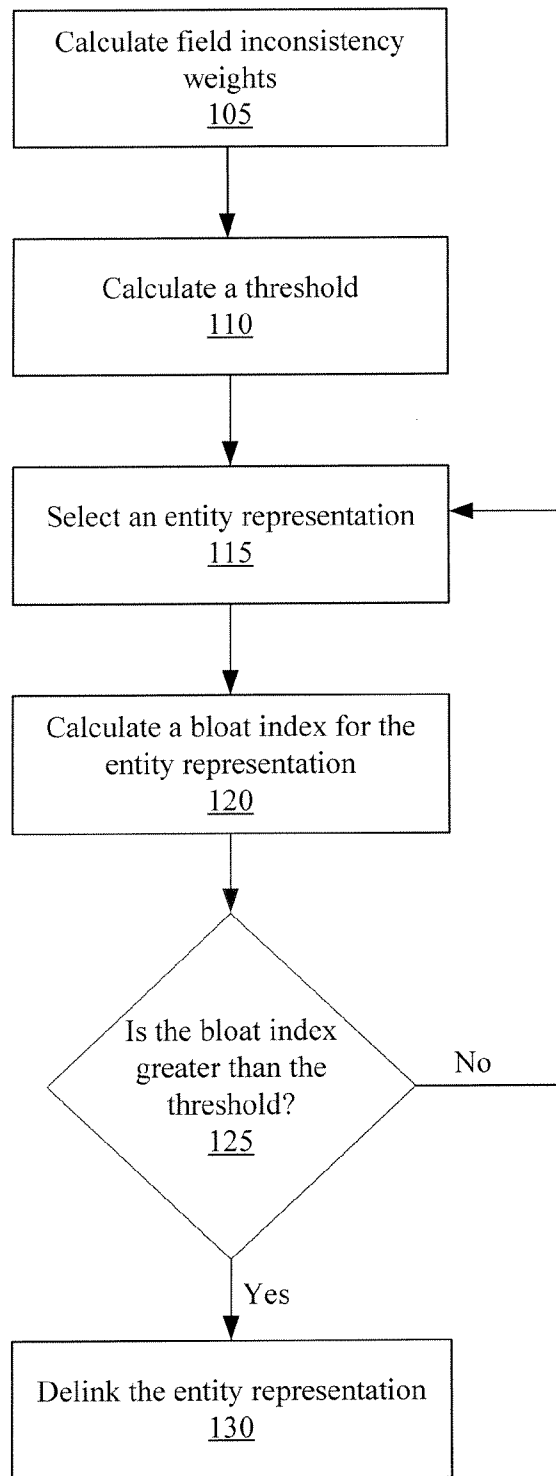 Calculate field inconsistency
weights
105
Calculate a threshold
110
Select an entity representation
115
Calculate a bloat index for the
entity representation
120
Is the bloat index
greater than the
threshold?
125
No
Yes
Delink the entity representation
130